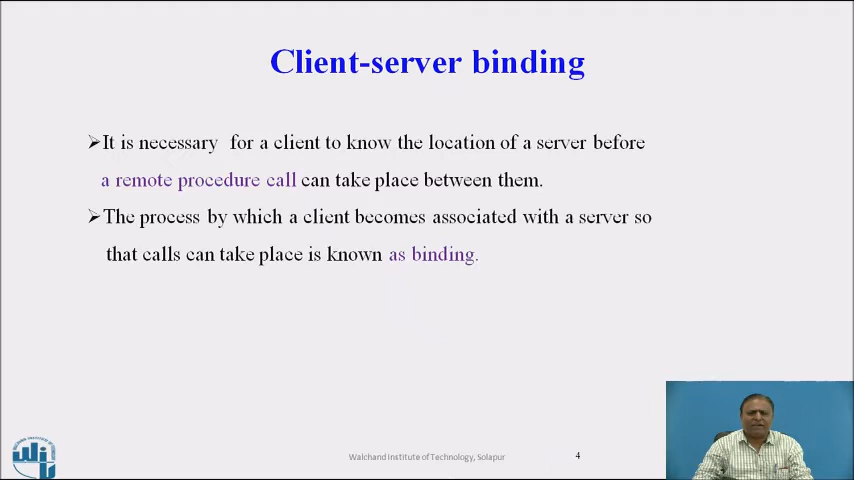 Client-server binding
➢It is necessary for a client to know the location of a server before
a remote procedure call can take place between them.
➢The process by which a client becomes associated with a server so
that calls can take place is known as binding.
Walchand Institute of Technology, Solapur
4